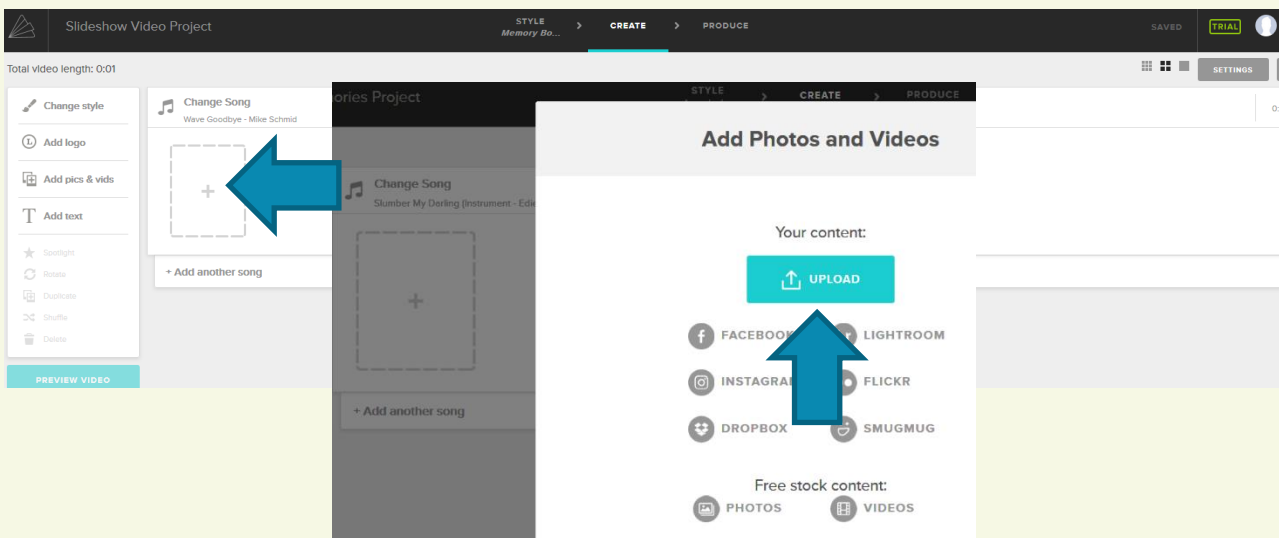 Slideshow Video Project
STYLE
Memory Bo...
> CREATE > PRODUCE
SAVED
TRIAL
Total video length: 0:01
SETTINGS
Change style
Add logo
Add pics & vids
Add text
Spotlight
Rotate
Duplicate
Shuffle
Delete
PREVIEW VIDEO
Change Song
Wave Goodbye - Mike Schmid
+
+ Add another song
ories Project
STYLE
> CREATE > PRODUCE
Change Song
Slumber My Darling (Instrument - Edi
+
+ Add another song
Add Photos and Videos
Your content:
UPLOAD
FACEBOO
LIGHTROOM
INSTAGRA
FLICKR
DROPBOX
SMUGMUG
Free stock content:
PHOTOS
VIDEOS